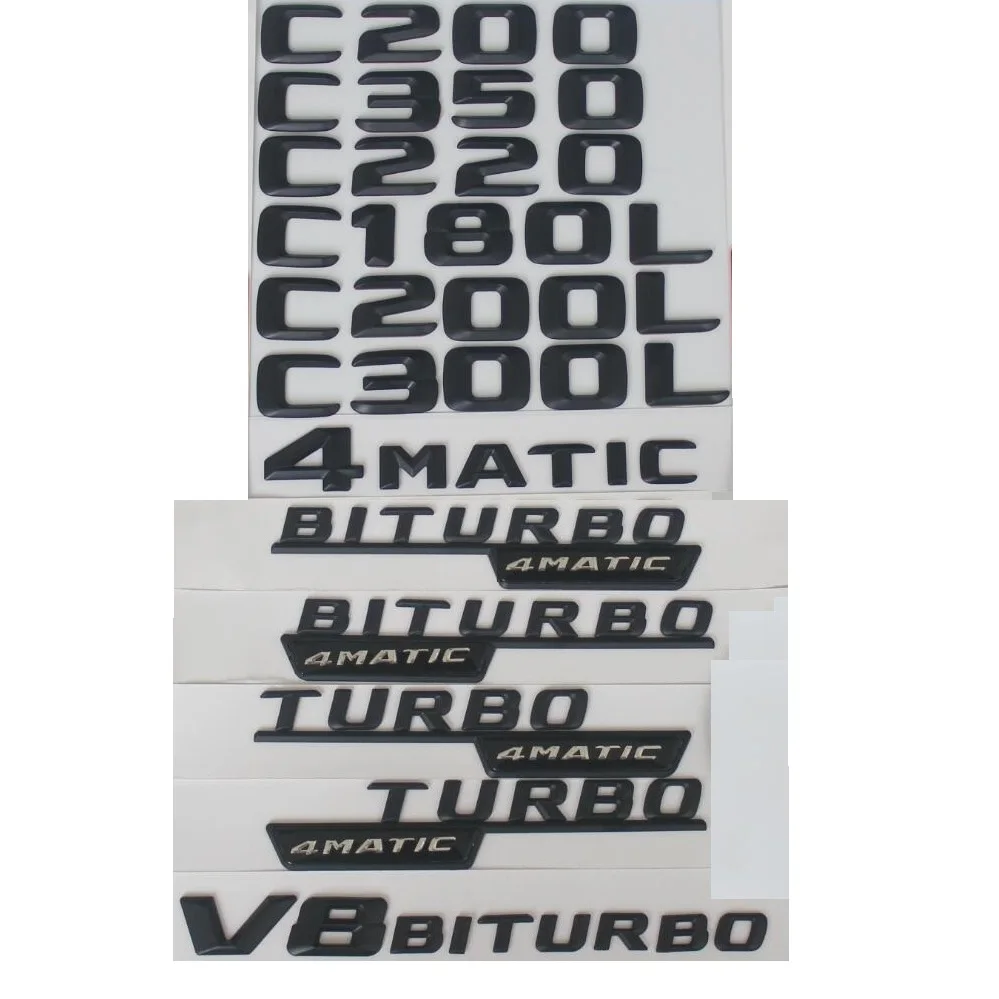 C200
C350
C220
C180L
C200L
C300L
4MATIC
BITURBO
4MATIC
BITURBO
4MATIC
TURBO
4MATIC
TURBO
4MATIC
V8BITURBO